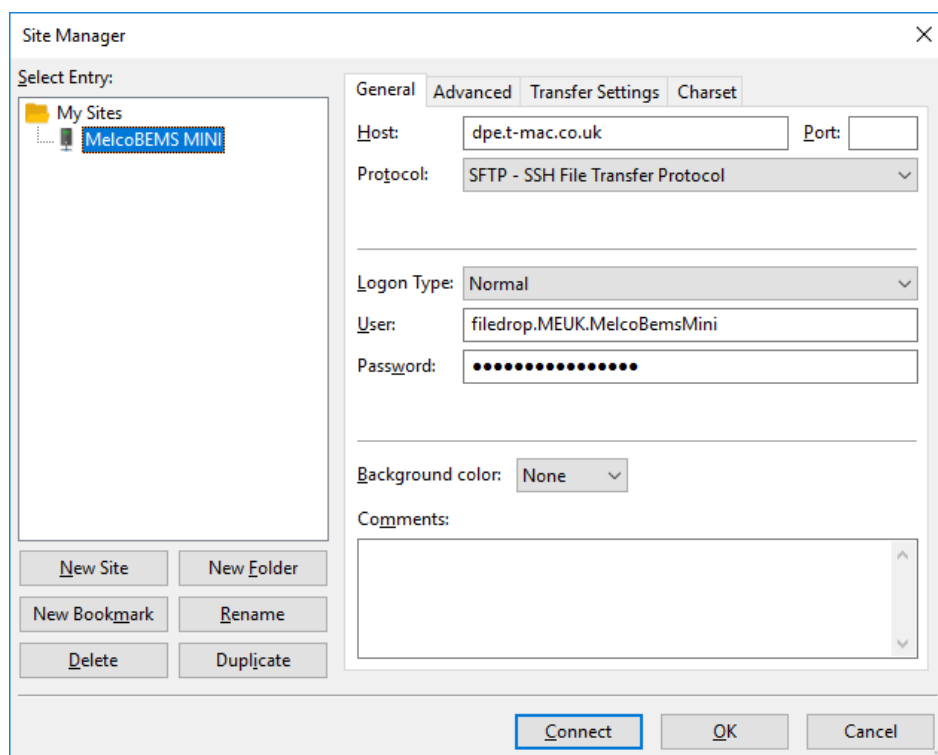 Site Manager
Select Entry:
My Sites
MelcoBEMS MINI
New Site
New Folder
New Bookmark
Rename
Delete
Duplicate
General
Advanced
Transfer Settings
Charset
Host:
dpe.t-mac.co.uk
Port:
Protocol:
SFTP - SSH File Transfer Protocol
Logon Type:
Normal
User:
filedrop.MEUK.MelcoBemsMini
Password:
●●●●●●●●●●●●●●●●
Background color:
None
Comments:
Connect
OK
Cancel